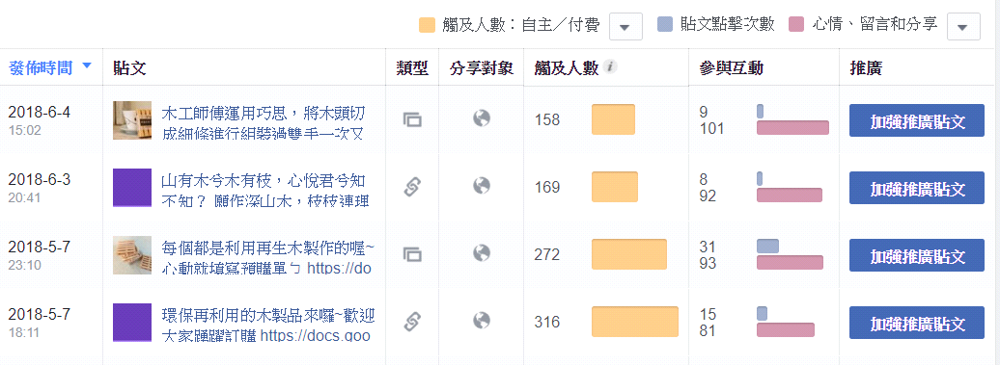 觸及人數：自主／付費 貼文點擊次數 心情、留言和分享
發佈時間 貼文 類型 分享對象 觸及人數 參與互動 推廣
2018-6-4
15:02
木工師傅運用巧思，將木頭切
成細條進行組裝過雙手一次又
158
9
101
加強推廣貼文
2018-6-3
20:41
山有木兮木有枝，心悅君兮知
不知？ 願作深山木，枝枝連理
169
8
92
加強推廣貼文
2018-5-7
23:10
每個都是利用再生木製作的喔~
心動就填寫預購單ㄅ https://do
272
31
93
加強推廣貼文
2018-5-7
18:11
環保再利用的木製品來囉~歡迎
大家踴躍訂購 https://docs.goo
316
15
81
加強推廣貼文